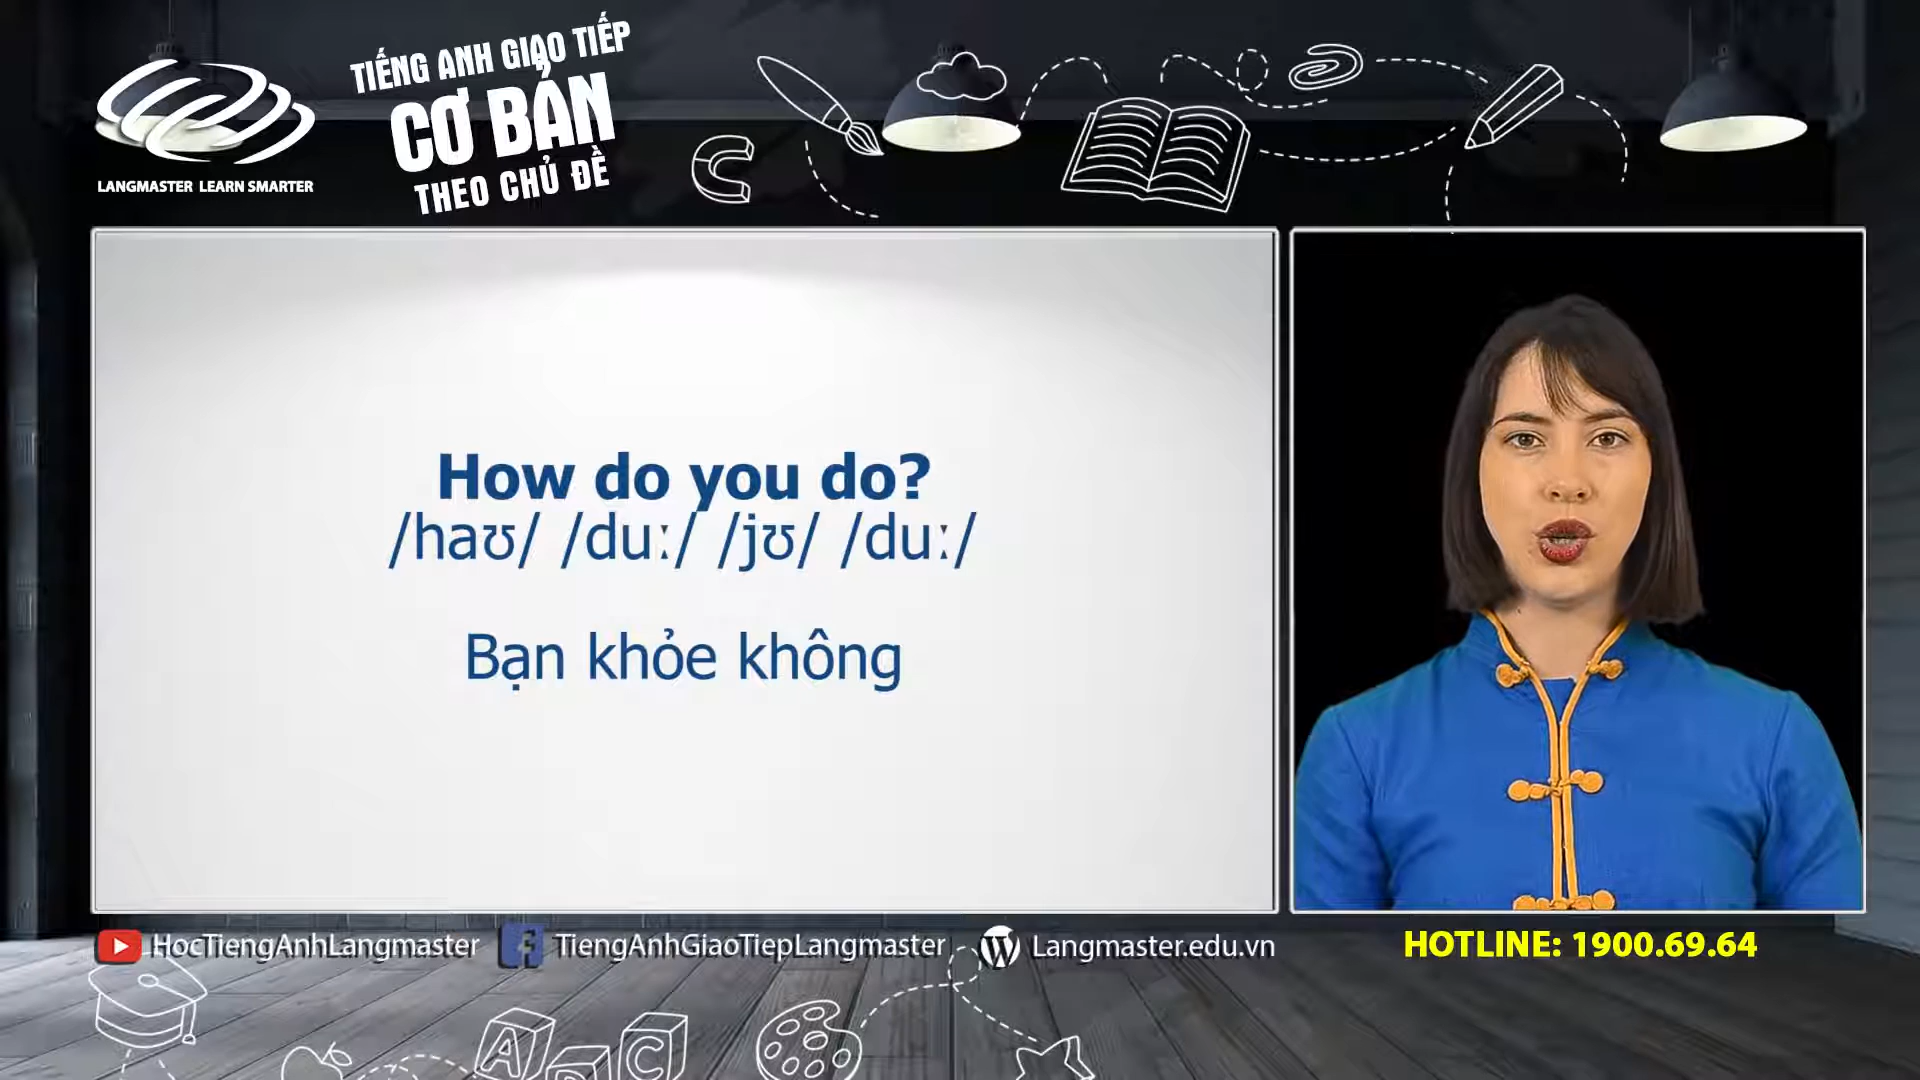 TIẾNG ANH GIAO TIẾP
CƠ BẢN
THEO CHỦ ĐỀ
LANGMASTER LEARN SMARTER
How do you do?
/haʊ/ /duː/ /jʊ/ /duː/
Bạn khỏe không
HocTiengAnhLangmaster
TiengAnhGiaoTiepLangmaster
Langmaster.edu.vn
HOTLINE: 1900.69.64
A
C